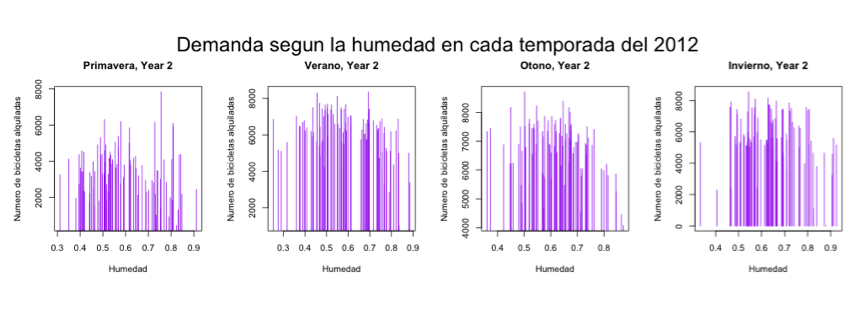 Demanda segun la humedad en cada temporada del 2012
Primavera, Year 2
Verano, Year 2
Otono, Year 2
Invierno, Year 2
Numero de bicicletas alquiladas
2000 4000 6000 8000
0.3 0.4 0.5 0.6 0.7 0.8 0.9
Humedad
Numero de bicicletas alquiladas
2000 4000 6000 8000
0.3 0.4 0.5 0.6 0.7 0.8 0.9
Humedad
Numero de bicicletas alquiladas
4000 5000 6000 7000 8000
0.4 0.5 0.6 0.7 0.8
Humedad
Numero de bicicletas alquiladas
0 2000 4000 6000 8000
0.4 0.5 0.6 0.7 0.8 0.9
Humedad